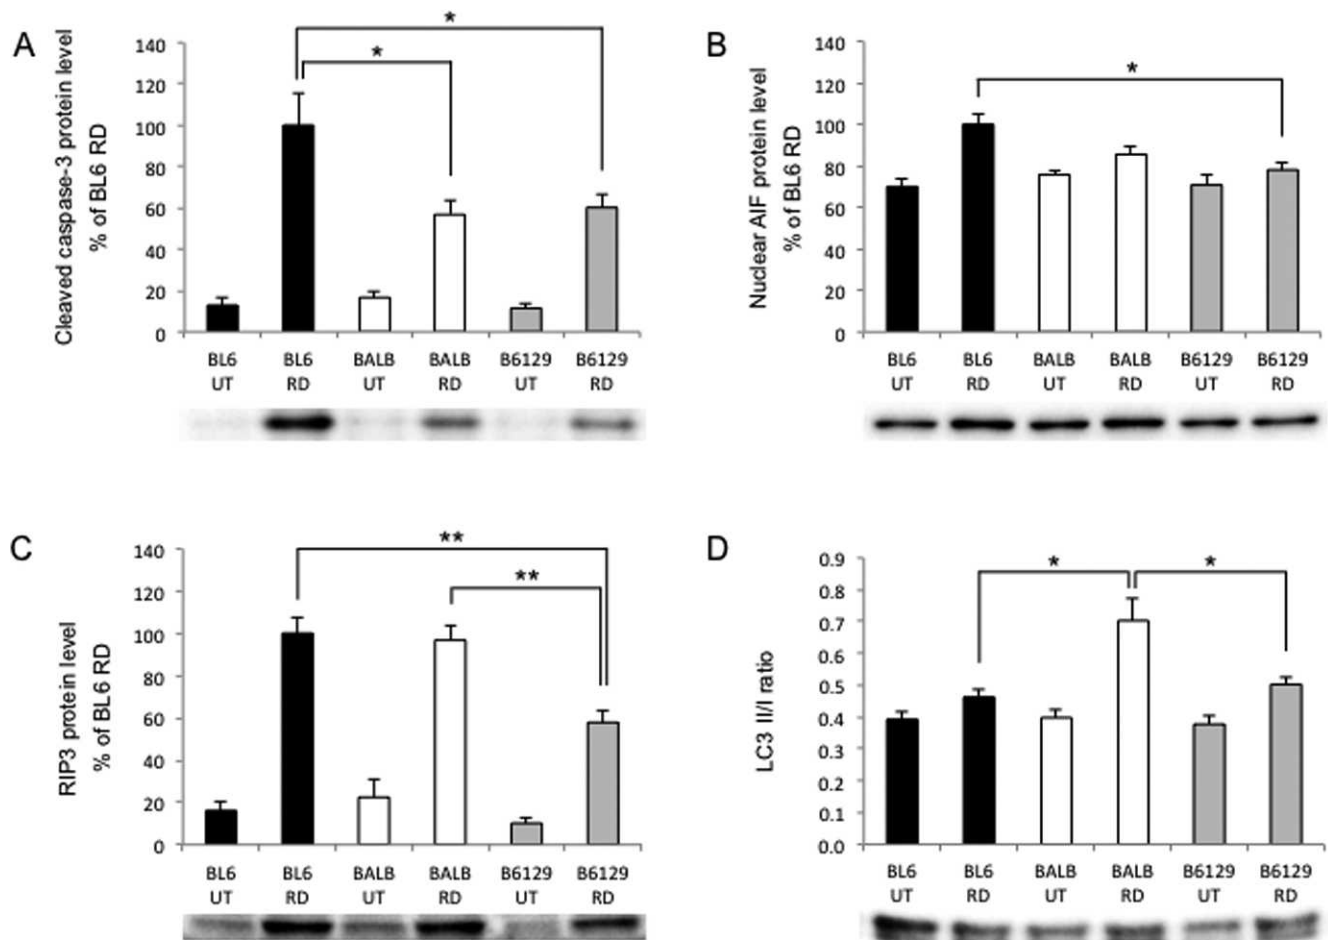 A
Cleaved caspase-3 protein level
% of BL6 RD
140
120
100
80
60
40
20
0
*
*
BL6 BL6 BALB BALB B6129 B6129
UT RD UT RD UT RD
B
Nuclear AIF protein level
% of BL6 RD
140
120
100
80
60
40
20
0
*
BL6 BL6 BALB BALB B6129 B6129
UT RD UT RD UT RD
C
RIP3 protein level
% of BL6 RD
140
120
100
80
60
40
20
0
**
**
BL6 BL6 BALB BALB B6129 B6129
UT RD UT RD UT RD
D
LC3 II/I ratio
0.9
0.8
0.7
0.6
0.5
0.4
0.3
0.2
0.1
0.0
* *
BL6 BL6 BALB BALB B6129 B6129
UT RD UT RD UT RD